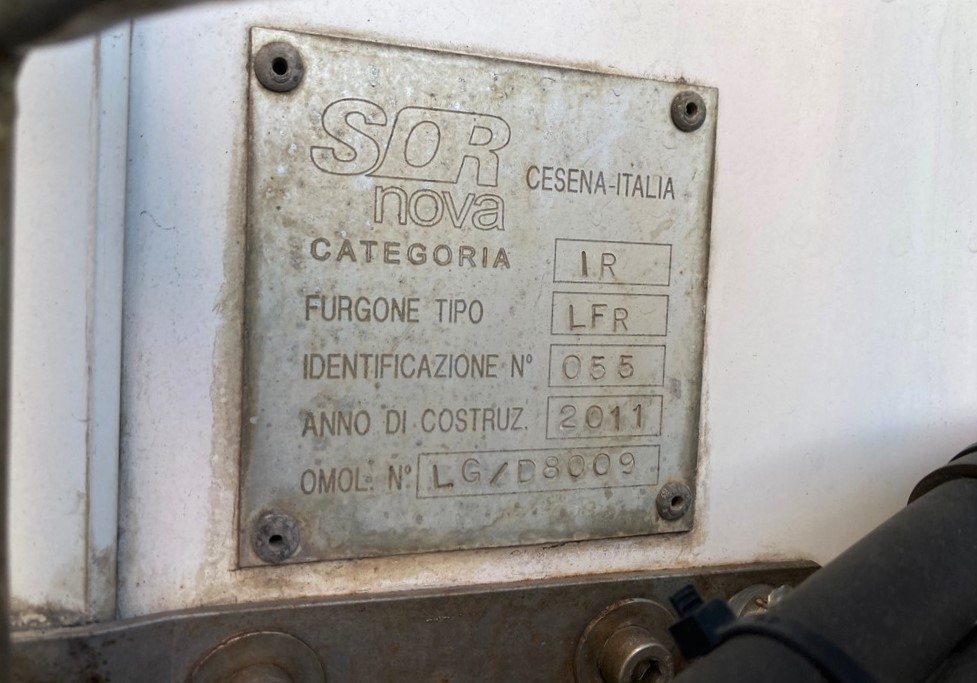 SOR
nova
CESENA-ITALIA
CATEGORIA IR
FURGONE TIPO LFR
IDENTIFICAZIONE N° 055
ANNO DI COSTRUZ. 2011
OMOL. N° LG/D8009